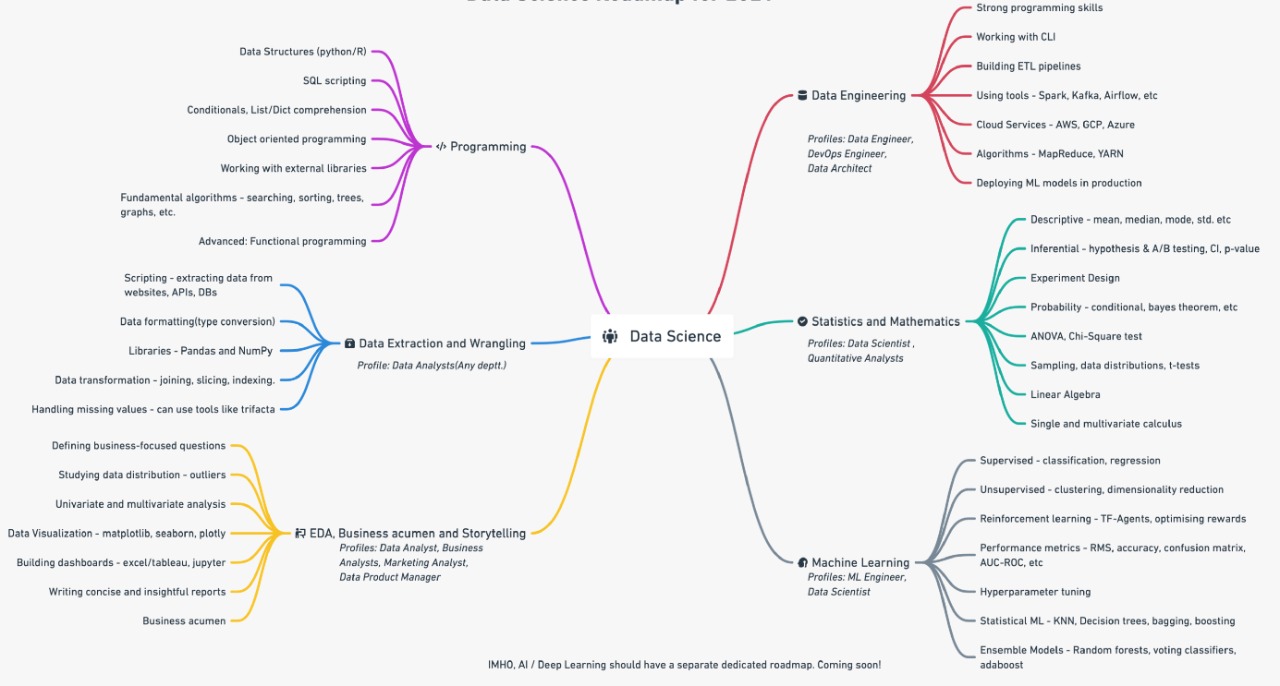 Data Science Roadmap for 2021
Data Structures (python/R)
SQL scripting
Conditionals, List/Dict comprehension
Object oriented programming
Working with external libraries
Fundamental algorithms - searching, sorting, trees,
graphs, etc.
Advanced: Functional programming
</> Programming
Scripting - extracting data from
websites, APIs, DBs
Data formatting(type conversion)
Libraries - Pandas and NumPy
Data transformation - joining, slicing, indexing.
Handling missing values - can use tools like trifacta
Data Extraction and Wrangling
Profile: Data Analysts(Any deptt.)
Defining business-focused questions
Studying data distribution - outliers
Univariate and multivariate analysis
Data Visualization - matplotlib, seaborn, plotly
Building dashboards - excel/tableau, jupyter
Writing concise and insightful reports
Business acumen
EDA, Business acumen and Storytelling
Profiles: Data Analyst, Business
Analysts, Marketing Analyst,
Data Product Manager
Data Science
Data Engineering
Profiles: Data Engineer,
DevOps Engineer,
Data Architect
Strong programming skills
Working with CLI
Building ETL pipelines
Using tools - Spark, Kafka, Airflow, etc
Cloud Services - AWS, GCP, Azure
Algorithms - MapReduce, YARN
Deploying ML models in production
Statistics and Mathematics
Profiles: Data Scientist ,
Quantitative Analysts
Descriptive - mean, median, mode, std. etc
Inferential - hypothesis & A/B testing, CI, p-value
Experiment Design
Probability - conditional, bayes theorem, etc
ANOVA, Chi-Square test
Sampling, data distributions, t-tests
Linear Algebra
Single and multivariate calculus
Machine Learning
Profiles: ML Engineer,
Data Scientist
Supervised - classification, regression
Unsupervised - clustering, dimensionality reduction
Reinforcement learning - TF-Agents, optimising rewards
Performance metrics - RMS, accuracy, confusion matrix,
AUC-ROC, etc
Hyperparameter tuning
Statistical ML - KNN, Decision trees, bagging, boosting
Ensemble Models - Random forests, voting classifiers,
adaboost
IMHO, AI / Deep Learning should have a separate dedicated roadmap. Coming soon!